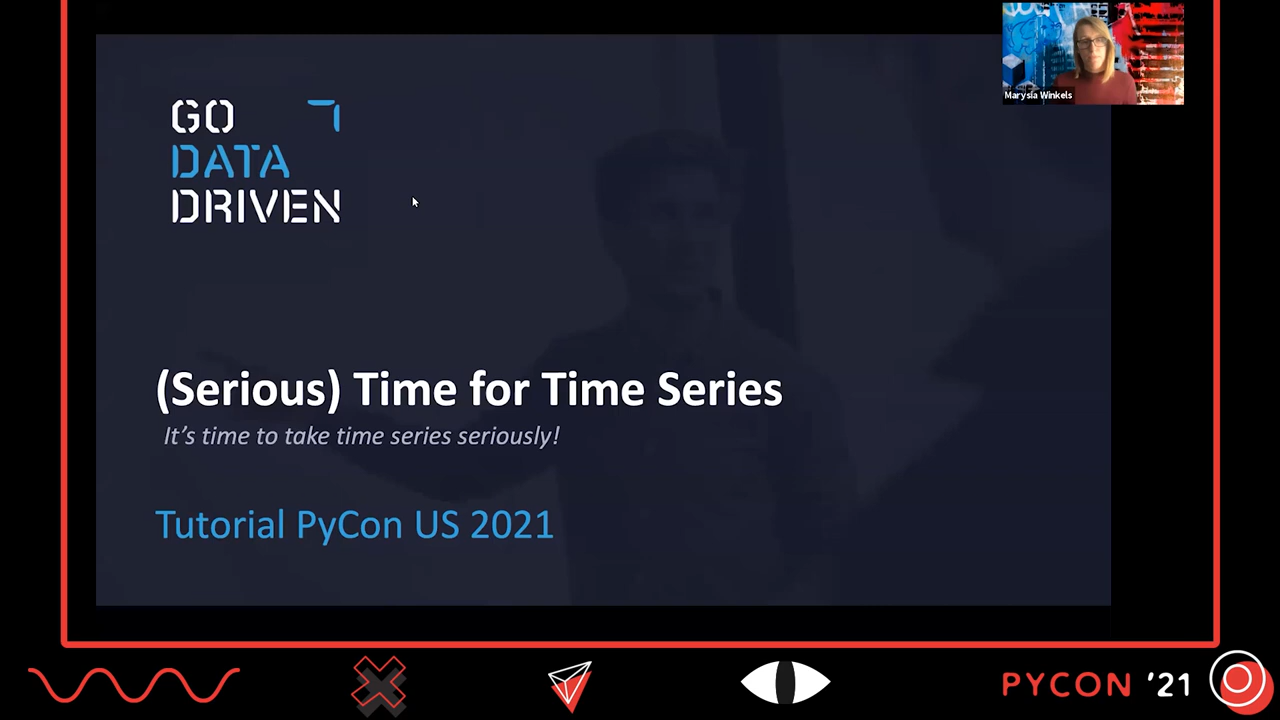 Marysia Winkels
GO
DATA
DRIVEN
(Serious) Time for Time Series
It's time to take time series seriously!
Tutorial PyCon US 2021
PYCON '21